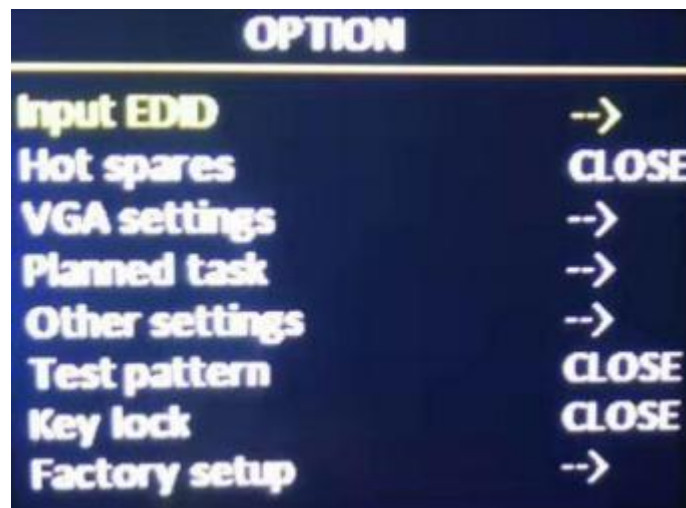 OPTION
Input EDID -->
Hot spares CLOSE
VGA settings -->
Planned task -->
Other settings -->
Test pattern CLOSE
Key lock CLOSE
Factory setup -->